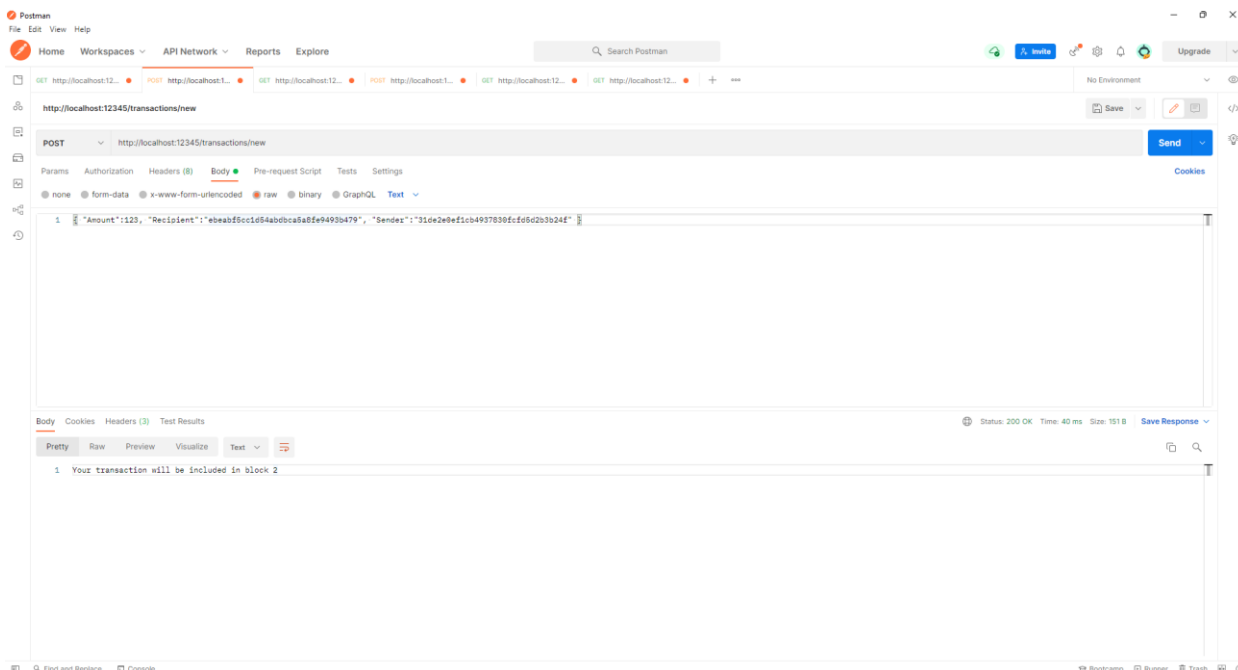 Postman
File Edit View Help
Home Workspaces API Network Reports Explore Search Postman Invite Upgrade
GET http://localhost:12... POST http://localhost:1... GET http://localhost:12... POST http://localhost:1... GET http://localhost:12... GET http://localhost:12... No Environment
http://localhost:12345/transactions/new Save
POST http://localhost:12345/transactions/new Send
Params Authorization Headers (8) Body Pre-request Script Tests Settings Cookies
none form-data x-www-form-urlencoded raw binary GraphQL Text
1 { "Amount":123, "Recipient":"ebeabf5cc1d54abdbca5a8fe9493b479", "Sender":"31de2e0ef1cb4937830fcfd5d2b3b24f" }
Body Cookies Headers (3) Test Results Status: 200 OK Time: 40 ms Size: 151 B Save Response
Pretty Raw Preview Visualize Text
1 Your transaction will be included in block 2
Find and Replace Console Bootcamp Runner Trash